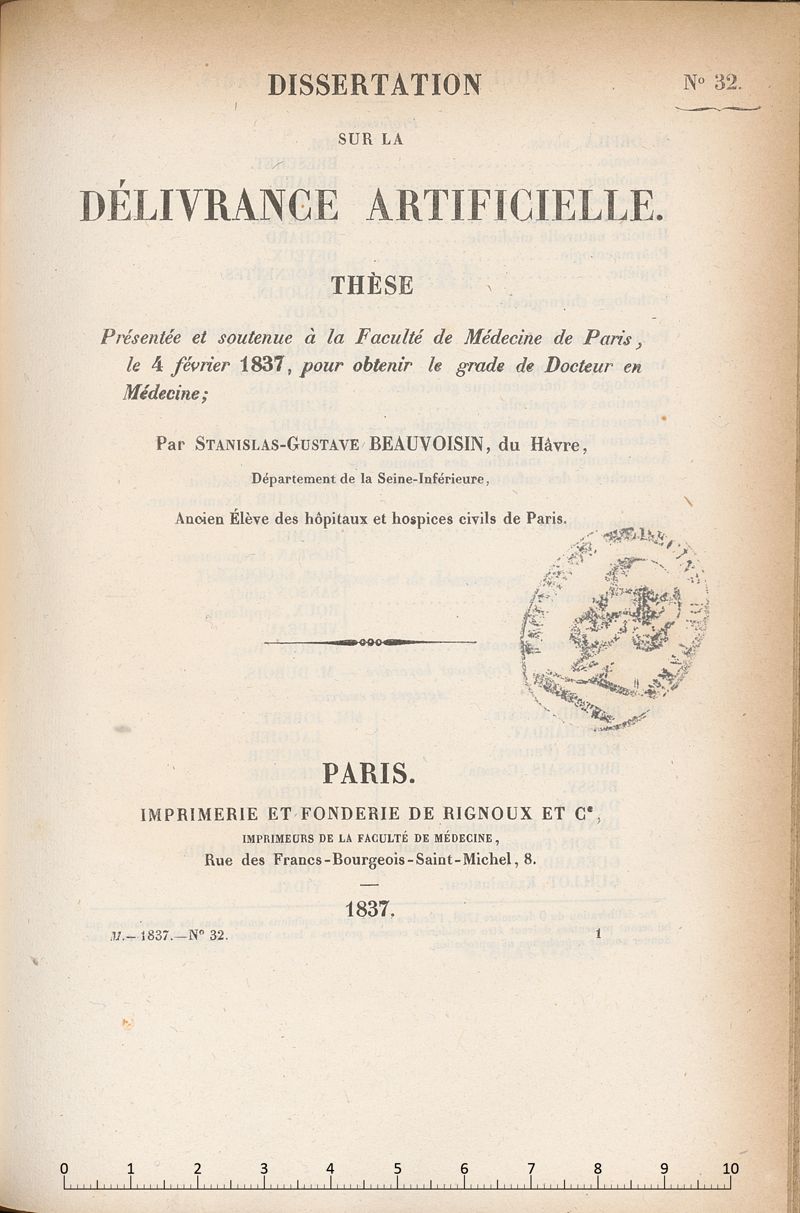 DISSERTATION
N° 32.
SUR LA
DÉLIVRANCE ARTIFICIELLE.
THÈSE
Présentée et soutenue à la Faculté de Médecine de Paris,
le 4 février 1837, pour obtenir le grade de Docteur en
Médecine;
Par STANISLAS-GUSTAVE BEAUVOISIN, du Hâvre,
Département de la Seine-Inférieure,
Ancien Élève des hôpitaux et hospices civils de Paris.
PARIS.
IMPRIMERIE ET FONDERIE DE RIGNOUX ET Cᵉ,
IMPRIMEURS DE LA FACULTÉ DE MÉDECINE,
Rue des Francs-Bourgeois-Saint-Michel, 8.
1837.
M.—1837.—N° 32.
1
0 1 2 3 4 5 6 7 8 9 10